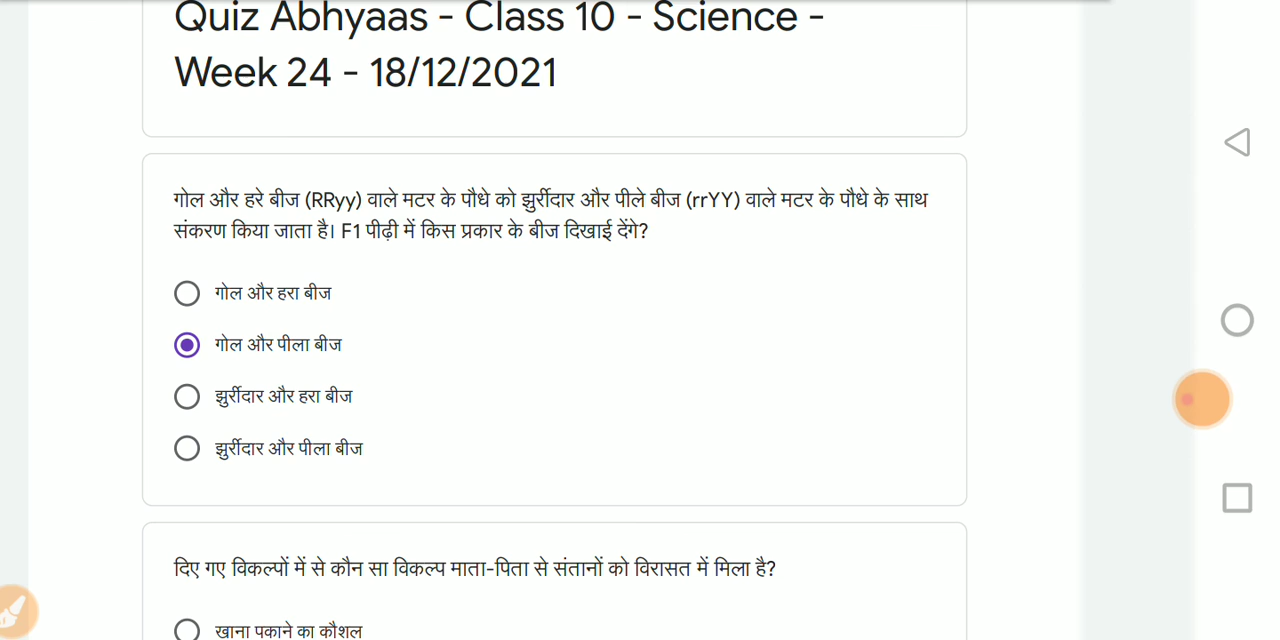 Quiz Abhyaas - Class 10 - Science -
Week 24 - 18/12/2021
गोल और हरे बीज (RRyy) वाले मटर के पौधे को झुर्रीदार और पीले बीज (rrYY) वाले मटर के पौधे के साथ
संकरण किया जाता है। F1 पीढ़ी में किस प्रकार के बीज दिखाई देंगे?
गोल और हरा बीज
गोल और पीला बीज
झुर्रीदार और हरा बीज
झुर्रीदार और पीला बीज
दिए गए विकल्पों में से कौन सा विकल्प माता-पिता से संतानों को विरासत में मिला है?
खाना पकाने का कौशल